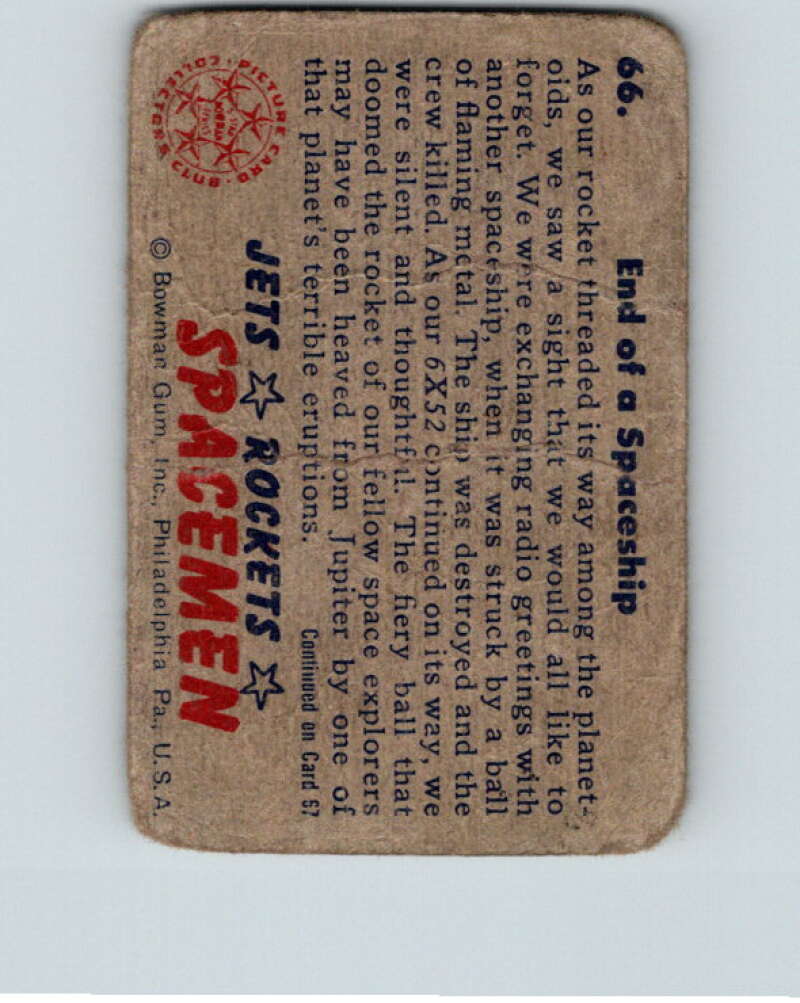 66. End of a Spaceship
As our rocket threaded its way among the planet-
oids, we saw a sight that we would all like to
forget. We were exchanging radio greetings with
another spaceship, when it was struck by a ball
of flaming metal. The ship was destroyed and the
crew killed. As our 6X52 continued on its way, we
were silent and thoughtful. The fiery ball that
doomed the rocket of our fellow space explorers
may have been heaved from Jupiter by one of
that planet's terrible eruptions.
Continued on Card 67
PICTURE CARD COLLECTORS CLUB
JETS ROCKETS
SPACEMEN
© Bowman Gum, Inc., Philadelphia Pa., U.S.A.